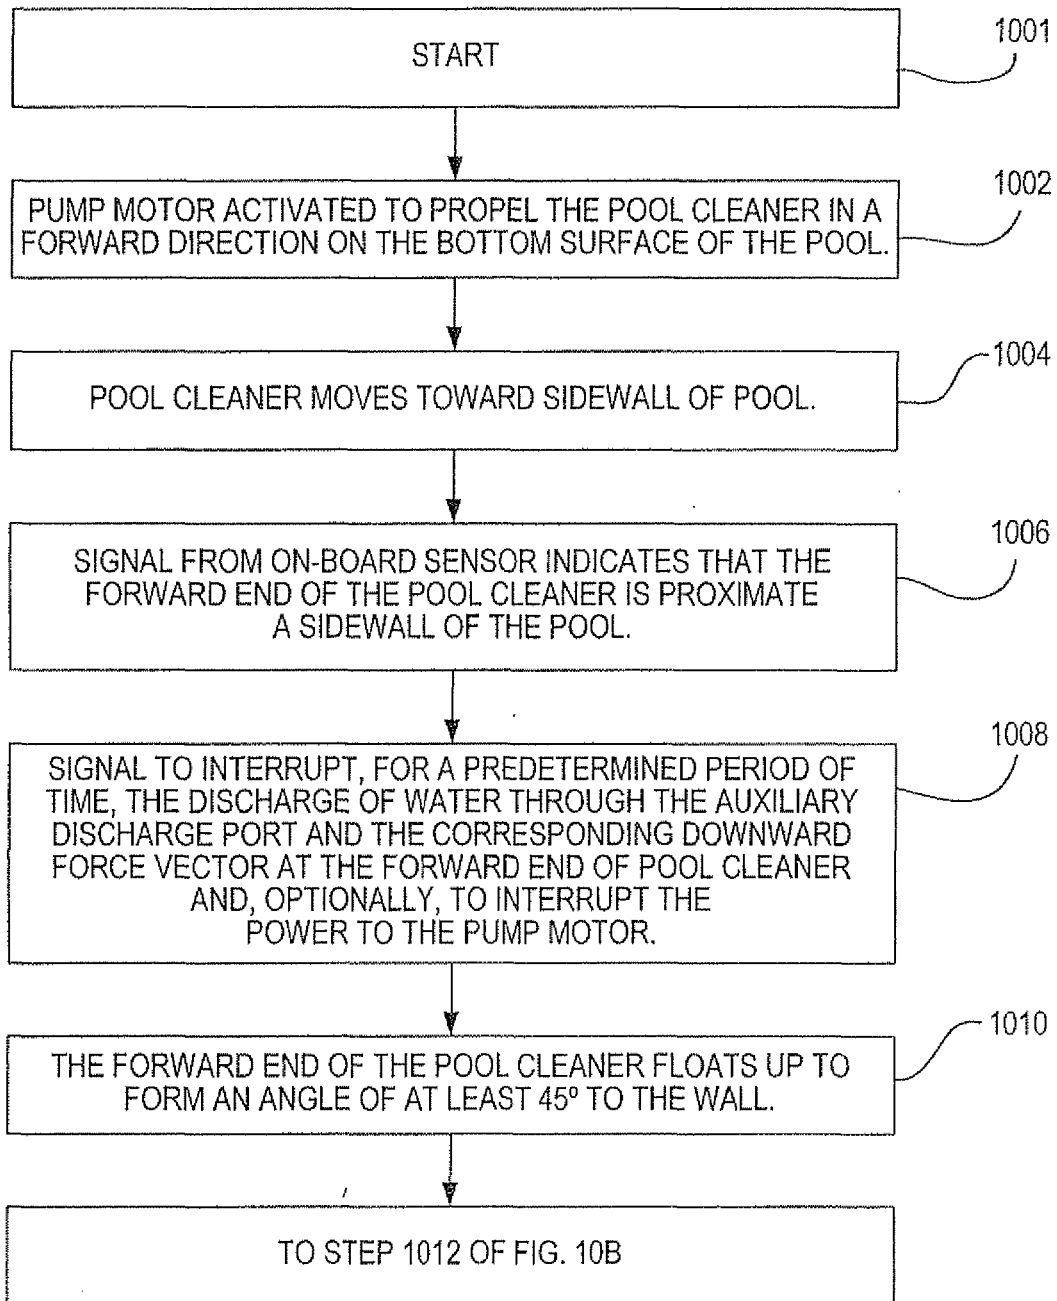 START
1001
PUMP MOTOR ACTIVATED TO PROPEL THE POOL CLEANER IN A
FORWARD DIRECTION ON THE BOTTOM SURFACE OF THE POOL.
1002
POOL CLEANER MOVES TOWARD SIDEWALL OF POOL.
1004
SIGNAL FROM ON-BOARD SENSOR INDICATES THAT THE
FORWARD END OF THE POOL CLEANER IS PROXIMATE
A SIDEWALL OF THE POOL.
1006
SIGNAL TO INTERRUPT, FOR A PREDETERMINED PERIOD OF
TIME, THE DISCHARGE OF WATER THROUGH THE AUXILIARY
DISCHARGE PORT AND THE CORRESPONDING DOWNWARD
FORCE VECTOR AT THE FORWARD END OF POOL CLEANER
AND, OPTIONALLY, TO INTERRUPT THE
POWER TO THE PUMP MOTOR.
1008
THE FORWARD END OF THE POOL CLEANER FLOATS UP TO
FORM AN ANGLE OF AT LEAST 45º TO THE WALL.
1010
TO STEP 1012 OF FIG. 10B